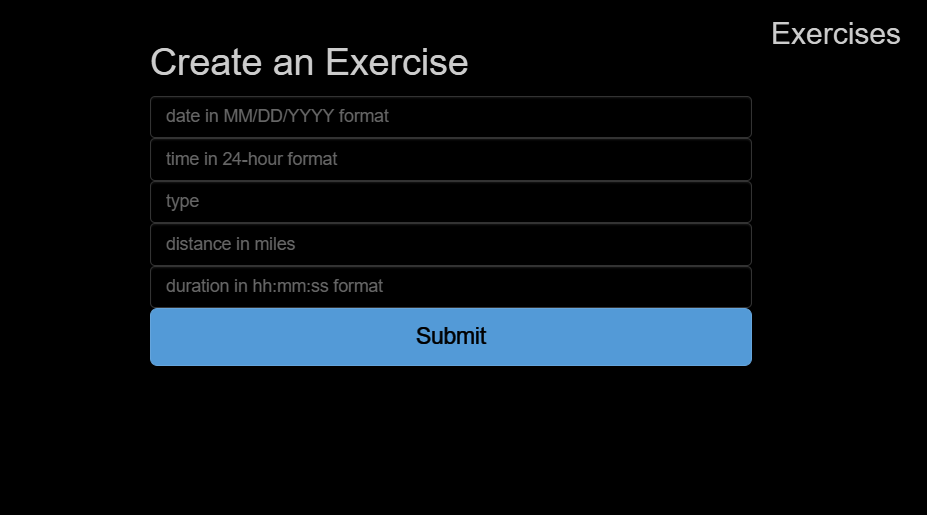 Exercises
Create an Exercise
date in MM/DD/YYYY format
time in 24-hour format
type
distance in miles
duration in hh:mm:ss format
Submit